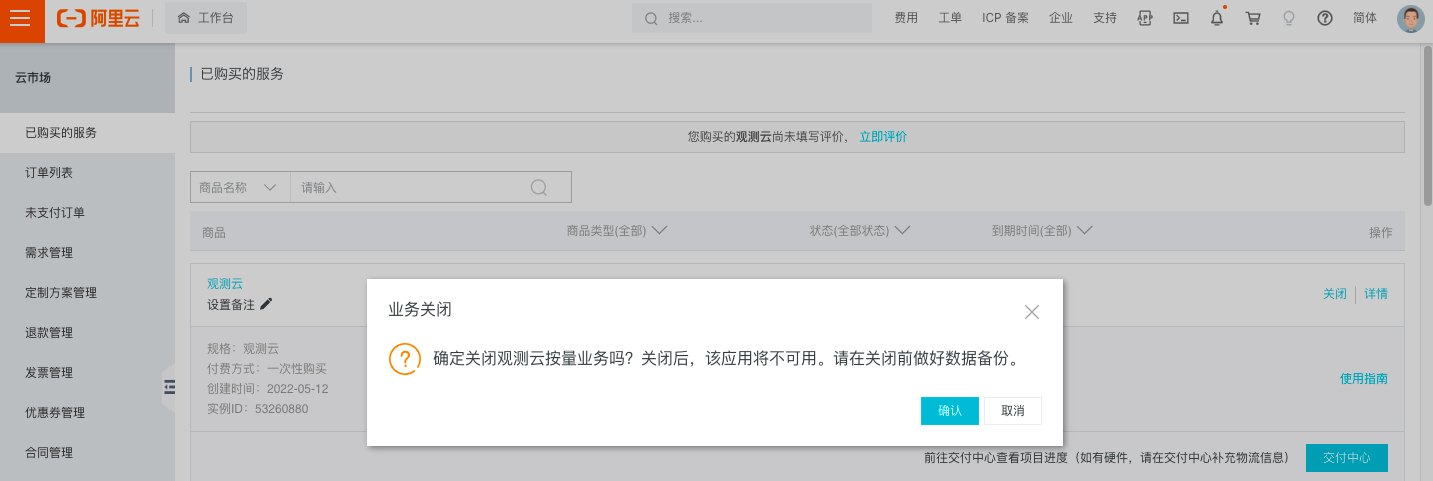 阿里云
工作台
搜索...
费用
工单
ICP 备案
企业
支持
APP
简体
云市场
已购买的服务
订单列表
未支付订单
需求管理
定制方案管理
退款管理
发票管理
优惠券管理
合同管理
已购买的服务
您购买的观测云尚未填写评价， 立即评价
商品名称
请输入
商品
商品类型(全部)
状态(全部状态)
到期时间(全部)
操作
观测云
设置备注
关闭
详情
规格：观测云
付费方式：一次性购买
创建时间：2022-05-12
实例ID：53260880
使用指南
业务关闭
确定关闭观测云按量业务吗？关闭后，该应用将不可用。请在关闭前做好数据备份。
确认
取消
前往交付中心查看项目进度（如有硬件，请在交付中心补充物流信息）
交付中心